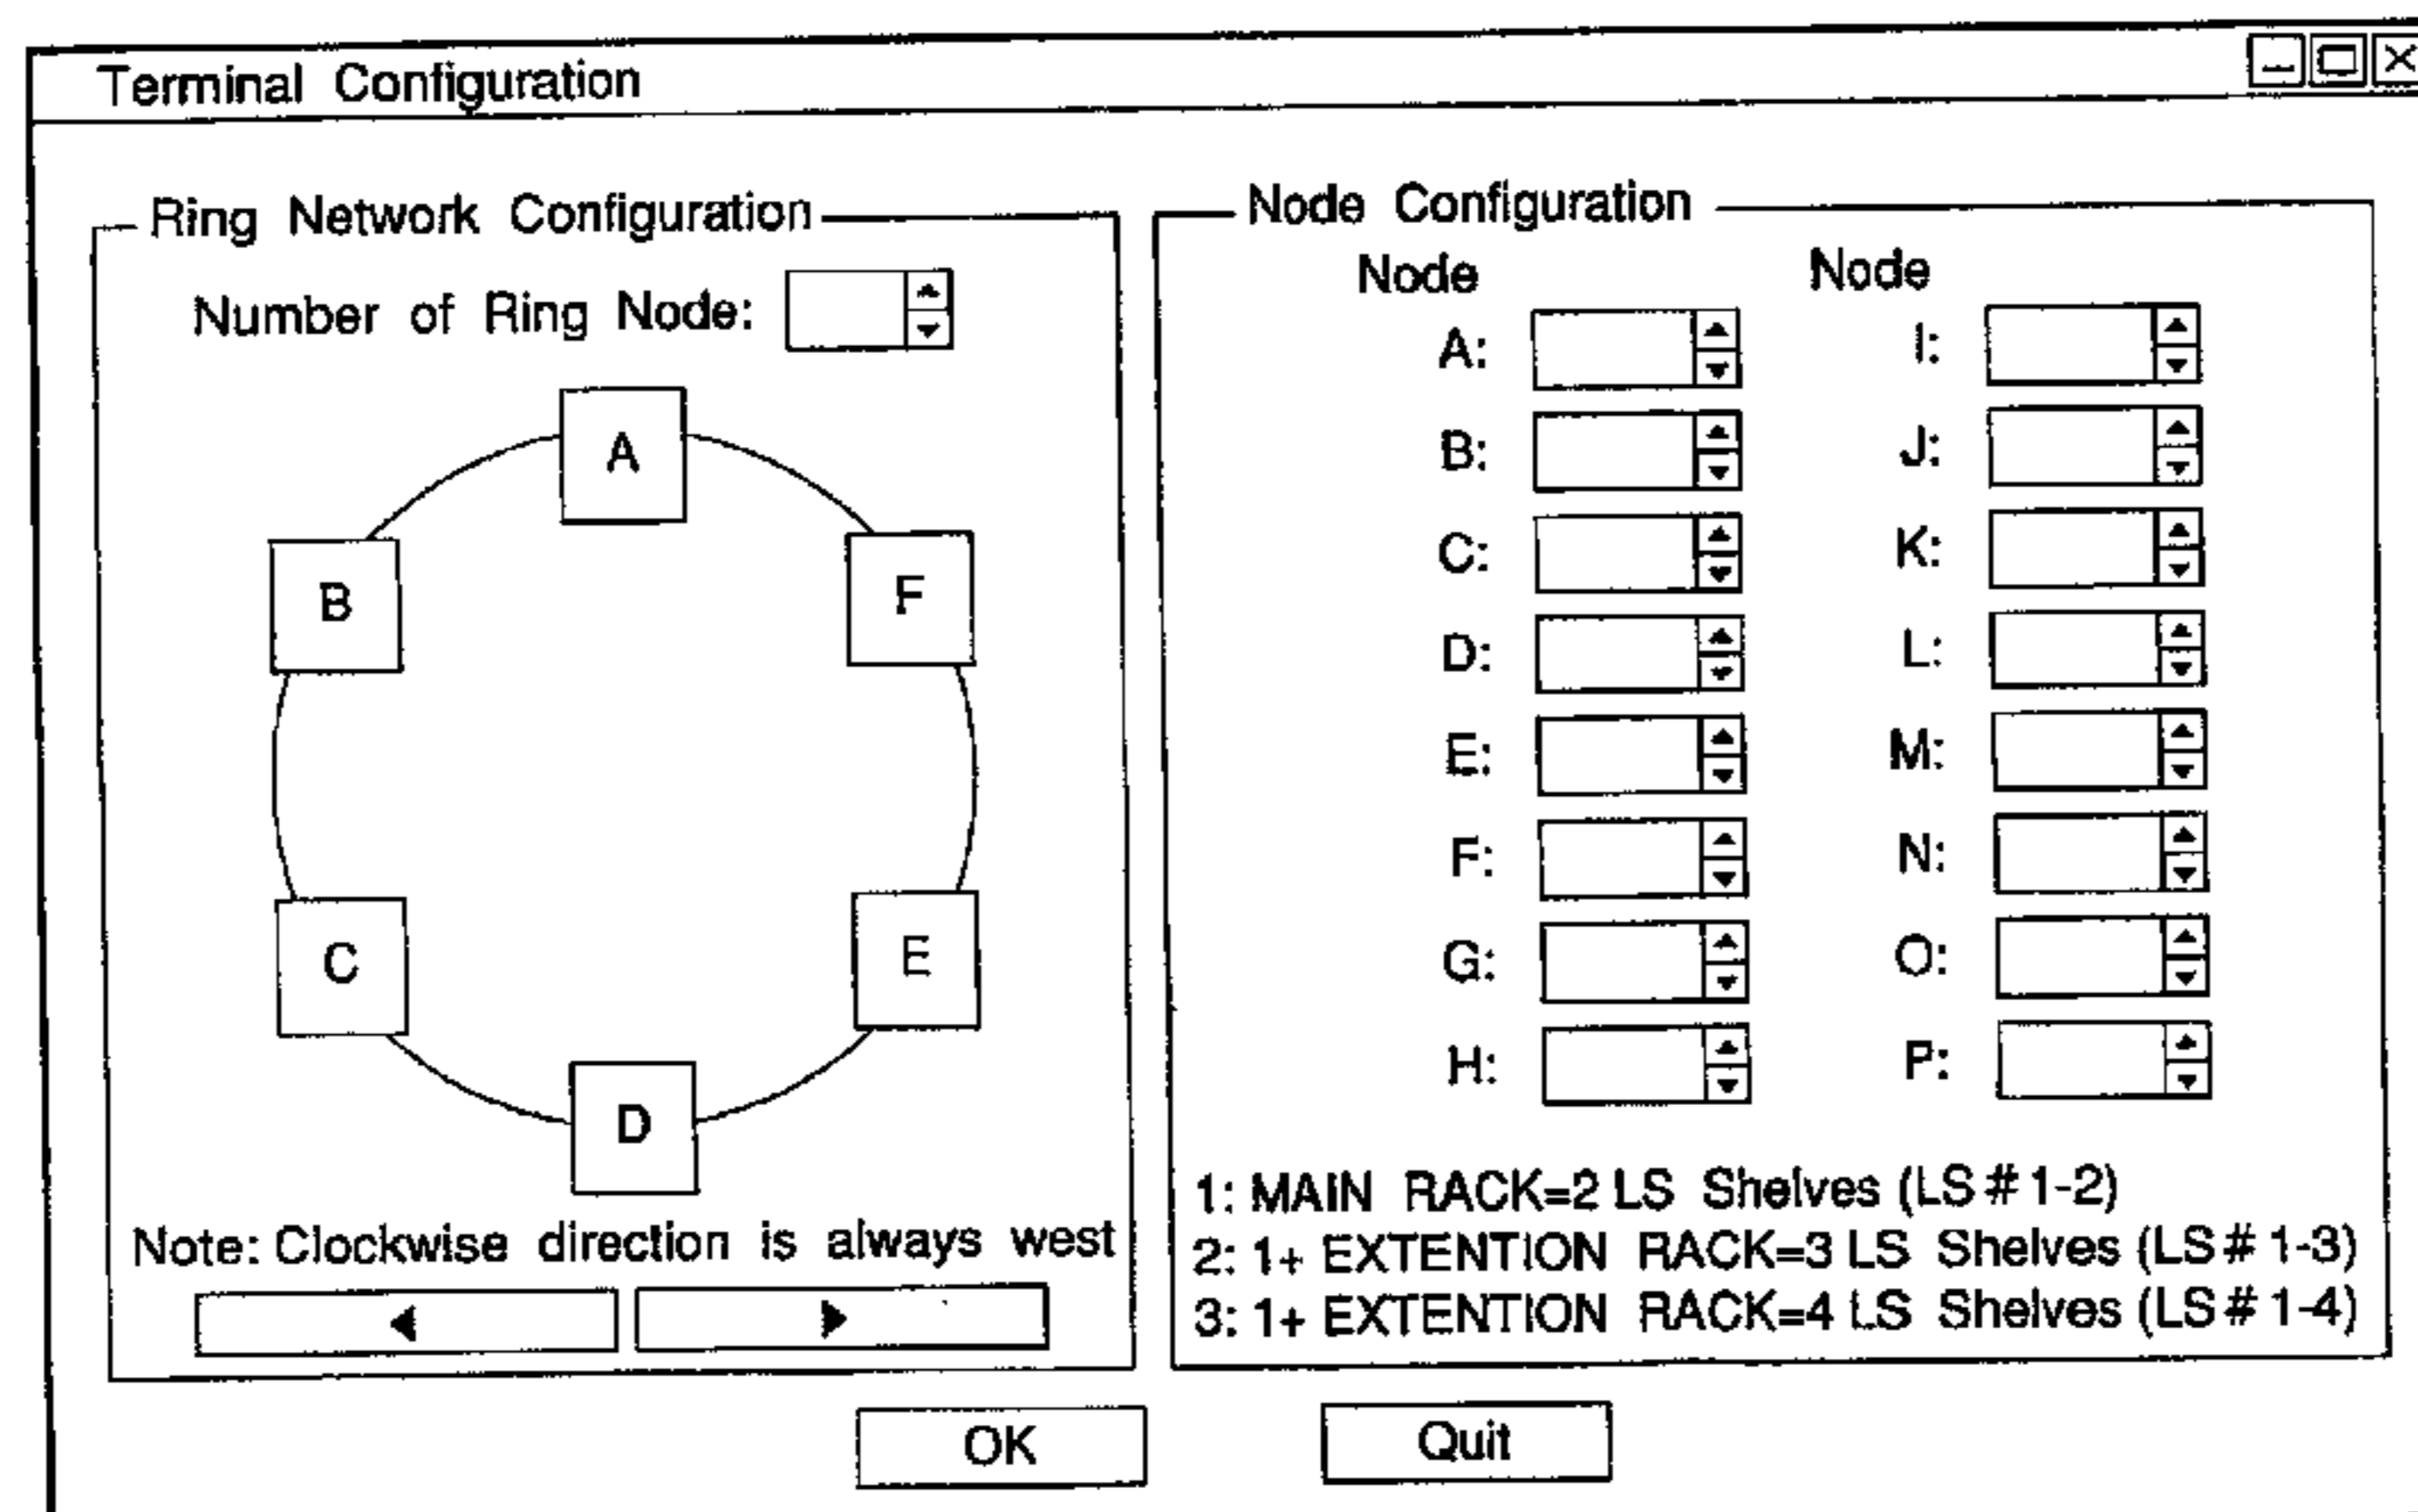 Terminal Configuration
Ring Network Configuration
Number of Ring Node:
A
B
F
C
E
D
Note: Clockwise direction is always west
Node Configuration
Node Node
A: I:
B: J:
C: K:
D: L:
E: M:
F: N:
G: O:
H: P:
1: MAIN RACK=2 LS Shelves (LS # 1-2)
2: 1+ EXTENTION RACK=3 LS Shelves (LS # 1-3)
3: 1+ EXTENTION RACK=4 LS Shelves (LS # 1-4)
OK Quit